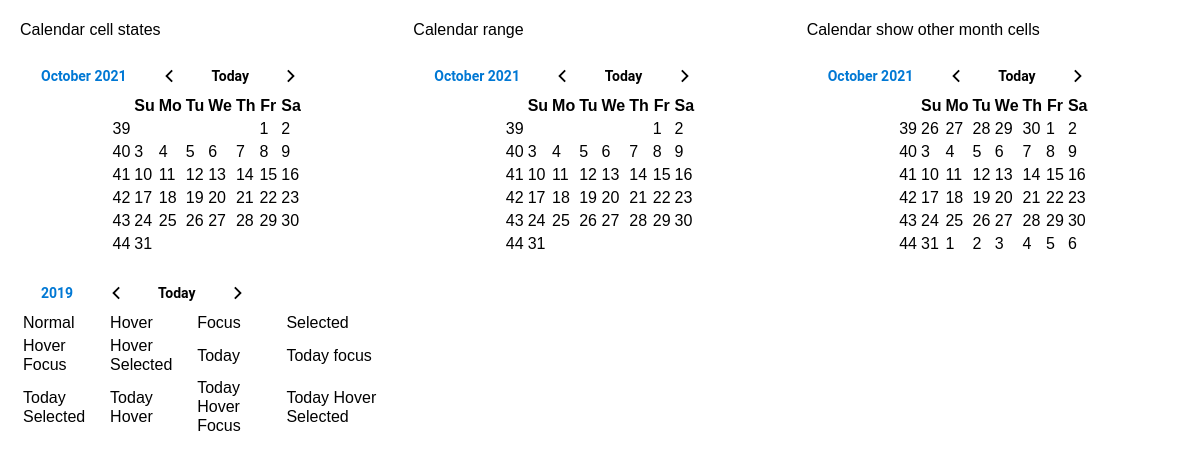 Calendar cell states
October 2021 Today
Su Mo Tu We Th Fr Sa
39 1 2
40 3 4 5 6 7 8 9
41 10 11 12 13 14 15 16
42 17 18 19 20 21 22 23
43 24 25 26 27 28 29 30
44 31
2019 Today
Normal Hover Focus Selected
Hover Focus Hover Selected Today Today focus
Today Selected Today Hover Today Hover Focus Today Hover Selected
Calendar range
October 2021 Today
Su Mo Tu We Th Fr Sa
39 1 2
40 3 4 5 6 7 8 9
41 10 11 12 13 14 15 16
42 17 18 19 20 21 22 23
43 24 25 26 27 28 29 30
44 31
Calendar show other month cells
October 2021 Today
Su Mo Tu We Th Fr Sa
39 26 27 28 29 30 1 2
40 3 4 5 6 7 8 9
41 10 11 12 13 14 15 16
42 17 18 19 20 21 22 23
43 24 25 26 27 28 29 30
44 31 1 2 3 4 5 6